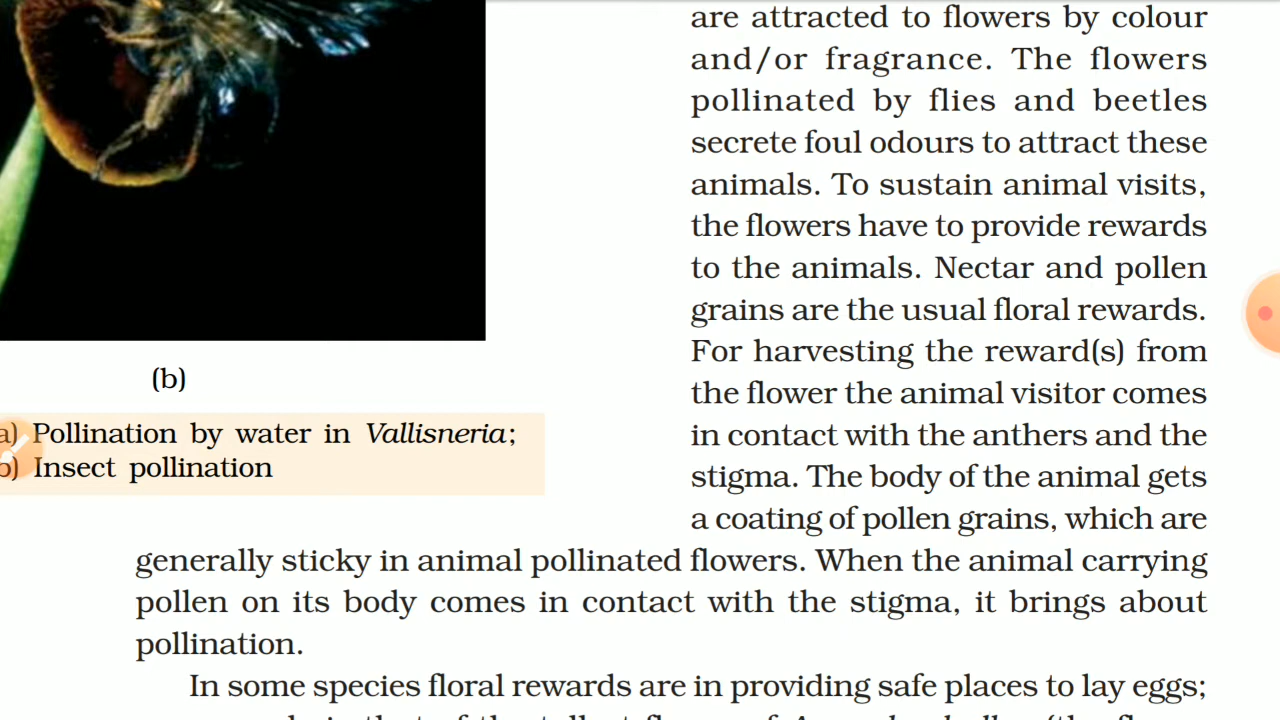 are attracted to flowers by colour
and/or fragrance. The flowers
pollinated by flies and beetles
secrete foul odours to attract these
animals. To sustain animal visits,
the flowers have to provide rewards
to the animals. Nectar and pollen
grains are the usual floral rewards.
For harvesting the reward(s) from
the flower the animal visitor comes
in contact with the anthers and the
stigma. The body of the animal gets
a coating of pollen grains, which are
generally sticky in animal pollinated flowers. When the animal carrying
pollen on its body comes in contact with the stigma, it brings about
pollination.
In some species floral rewards are in providing safe places to lay eggs;
(b)
a) Pollination by water in Vallisneria;
b) Insect pollination